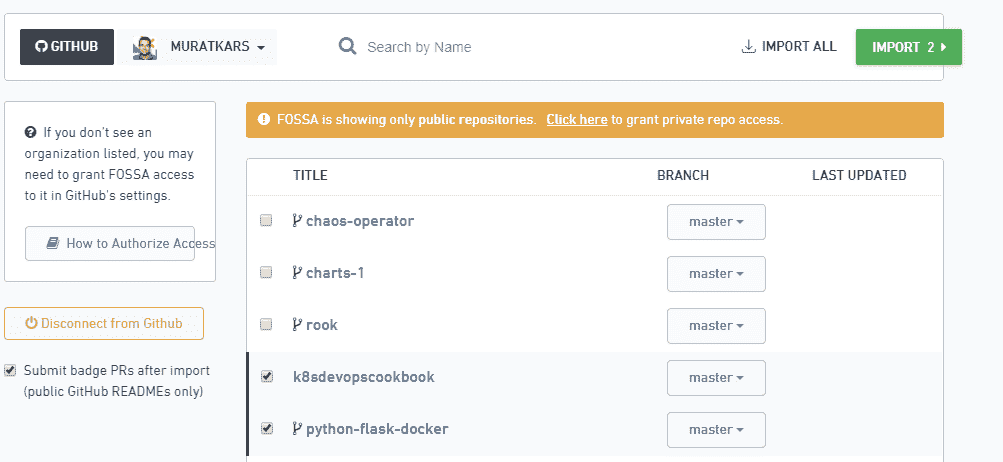 GITHUB
MURATKARS
Search by Name
IMPORT ALL
IMPORT 2
If you don't see an
organization listed, you may
need to grant FOSSA access
to it in GitHub's settings.
How to Authorize Access
Disconnect from Github
Submit badge PRs after import
(public GitHub READMEs only)
FOSSA is showing only public repositories. Click here to grant private repo access.
TITLE BRANCH LAST UPDATED
chaos-operator master
charts-1 master
rook master
k8sdevopscookbook master
python-flask-docker master